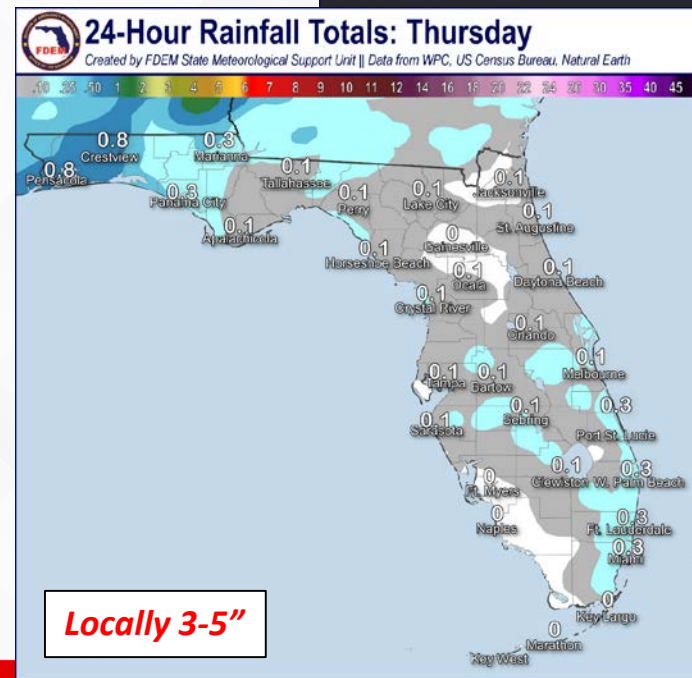 FDEM
24-Hour Rainfall Totals: Thursday
Created by FDEM State Meteorological Support Unit || Data from WPC, US Census Bureau, Natural Earth
.10 .25 .50 1 2 3 4 5 6 7 8 9 10 11 12 14 16 18 20 22 24 26 30 35 40 45
0.8
Crestview
0.3
Marianna
0.8
Pensacola
0.1
Tallahassee
0.3
Panama City
0.1
Perry
0.1
Lake City
0.1
Jacksonville
0.1
St. Augustine
0.1
Apalachicola
0
Gainesville
0.1
Horseshoe Beach
0.1
Ocala
0.1
Daytona Beach
0.1
Crystal River
0.1
Orlando
0.1
Melbourne
0.1
Tampa
0.1
Bartow
0.1
Sebring
0.3
Port St. Lucie
0.1
Sarasota
0.1
Clewiston
0.3
W. Palm Beach
0
Ft. Myers
0
Naples
0.3
Ft. Lauderdale
0.3
Miami
0
Key Largo
0
Marathon
Key West
Locally 3-5”